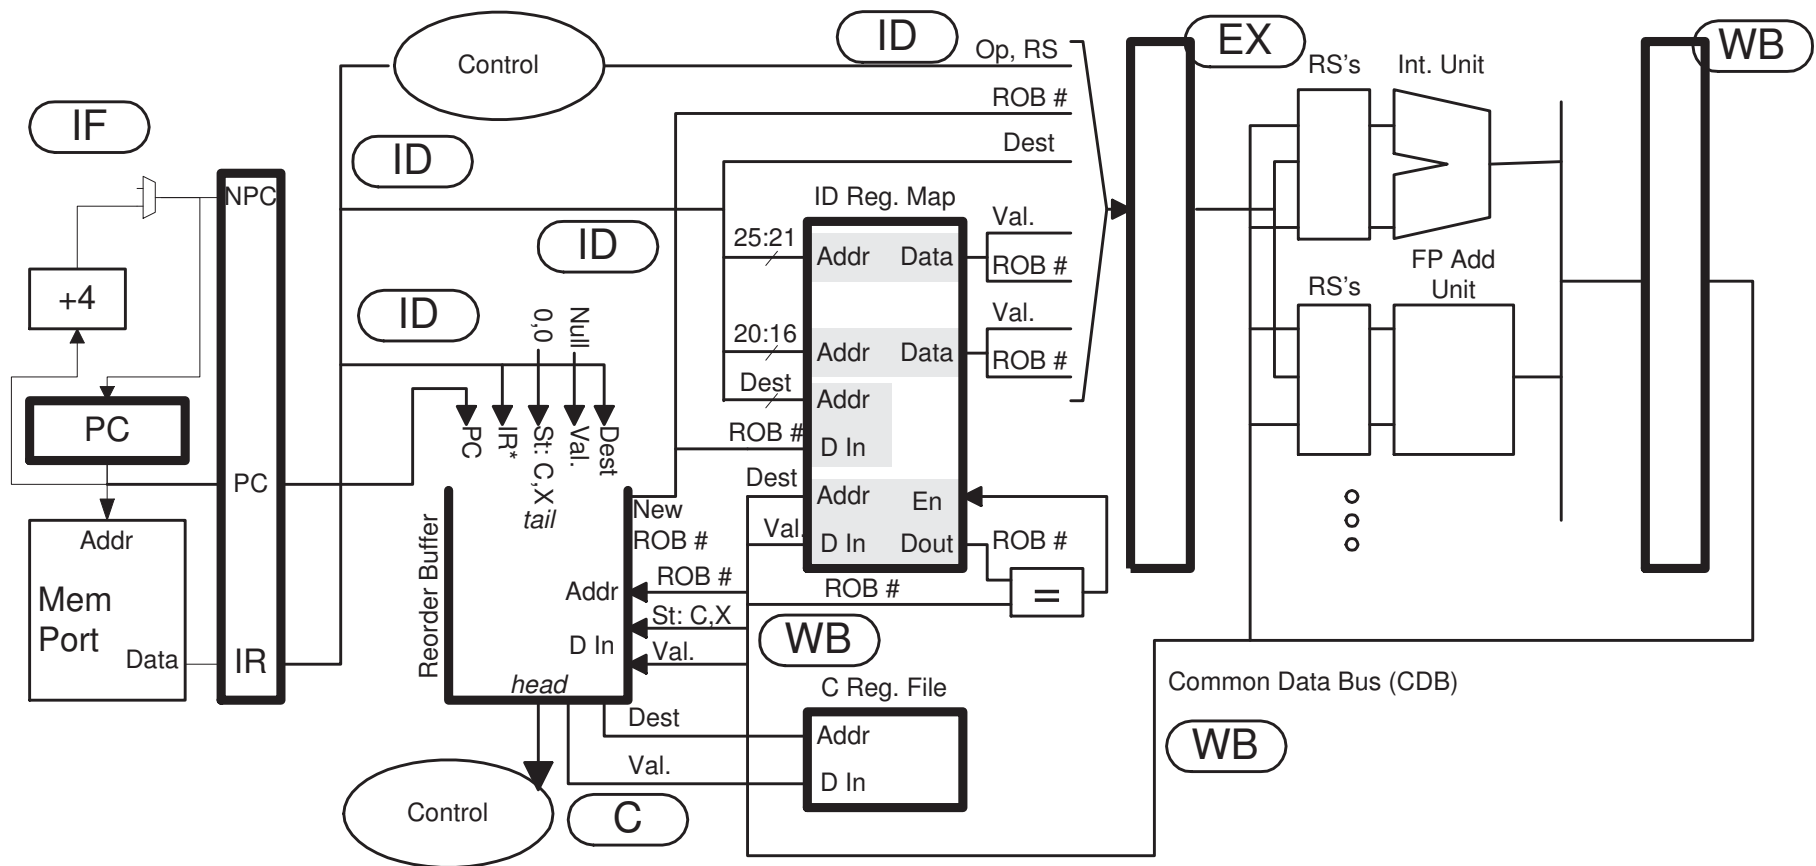 Control
ID
Op, RS
EX
WB
RS's
Int. Unit
IF
ROB #
ID
Dest
NPC
ID Reg. Map
ID
25:21
Addr
Data
Val.
ROB #
FP Add
Unit
RS's
+4
ID
0,0
Null
20:16
Addr
Data
Val.
ROB #
Dest
Addr
PC
PC
IR*
St: C,X
Val.
Dest
ROB #
D In
PC
tail
Dest
Addr
En
New
ROB #
Val.
D In
Dout
ROB #
Addr
Mem
Port
Data
IR
Reorder Buffer
ROB #
Addr
ROB #
=
St: C,X
D In
WB
Val.
head
C Reg. File
Common Data Bus (CDB)
Dest
Addr
WB
Val.
D In
Control
C